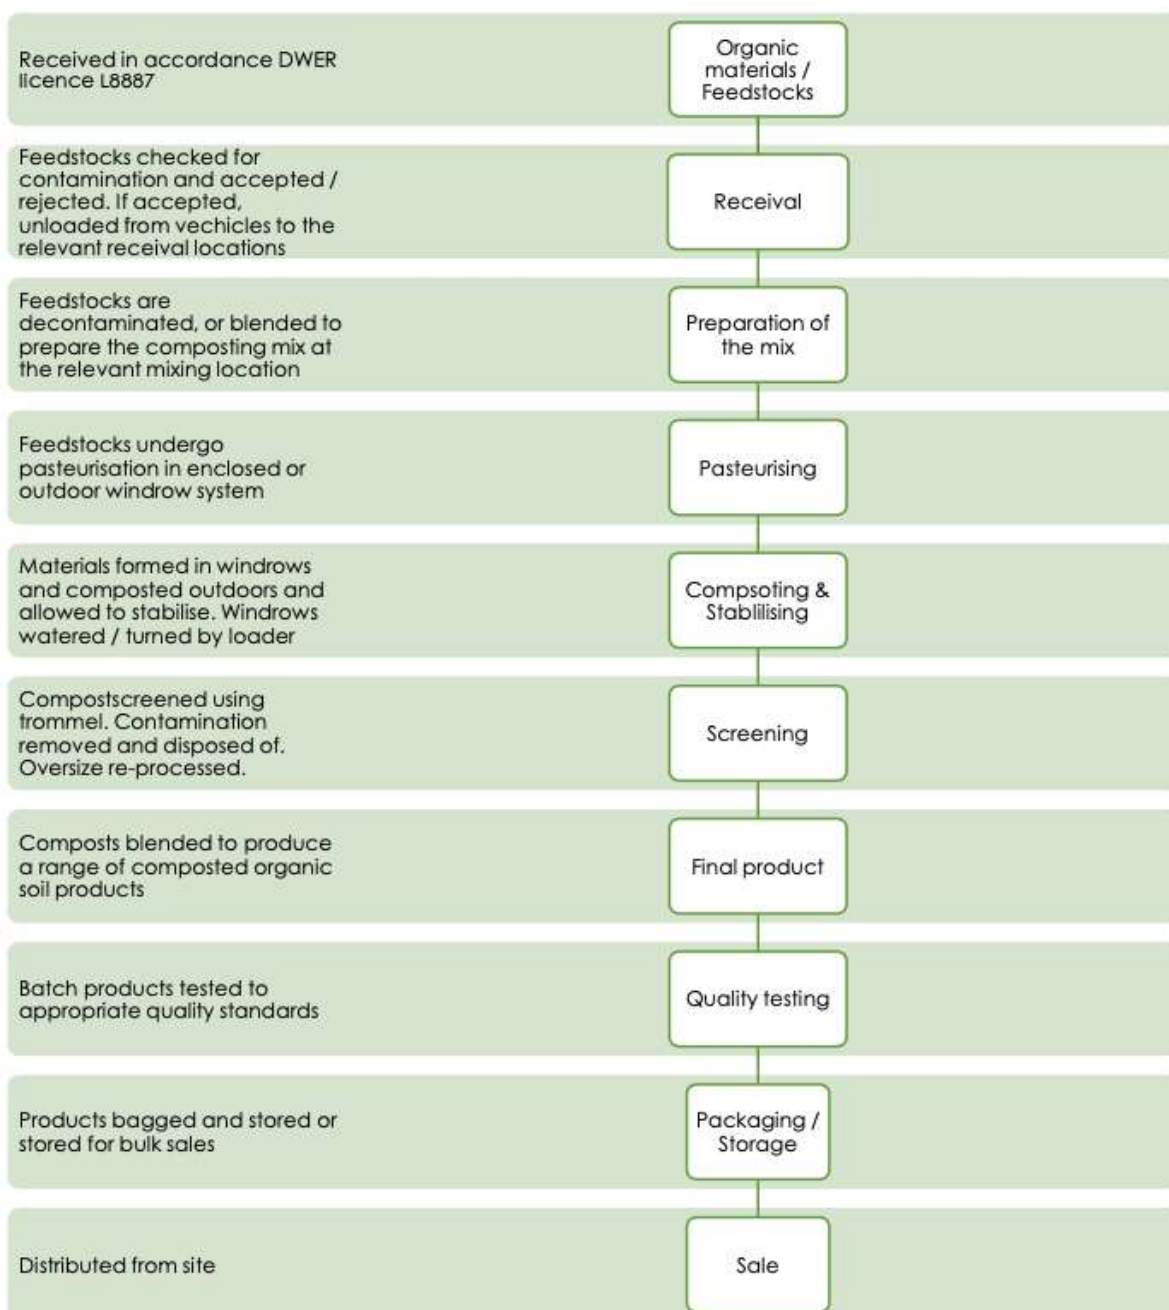 Received in accordance DWER
licence L8887
Organic
materials /
Feedstocks
Feedstocks checked for
contamination and accepted /
rejected. If accepted,
unloaded from vechicles to the
relevant receival locations
Receival
Feedstocks are
decontaminated, or blended to
prepare the composting mix at
the relevant mixing location
Preparation of
the mix
Feedstocks undergo
pasteurisation in enclosed or
outdoor windrow system
Pasteurising
Materials formed in windrows
and composted outdoors and
allowed to stabilise. Windrows
watered / turned by loader
Compsoting &
Stablilising
Compostscreened using
trommel. Contamination
removed and disposed of.
Oversize re-processed.
Screening
Composts blended to produce
a range of composted organic
soil products
Final product
Batch products tested to
appropriate quality standards
Quality testing
Products bagged and stored or
stored for bulk sales
Packaging /
Storage
Distributed from site
Sale